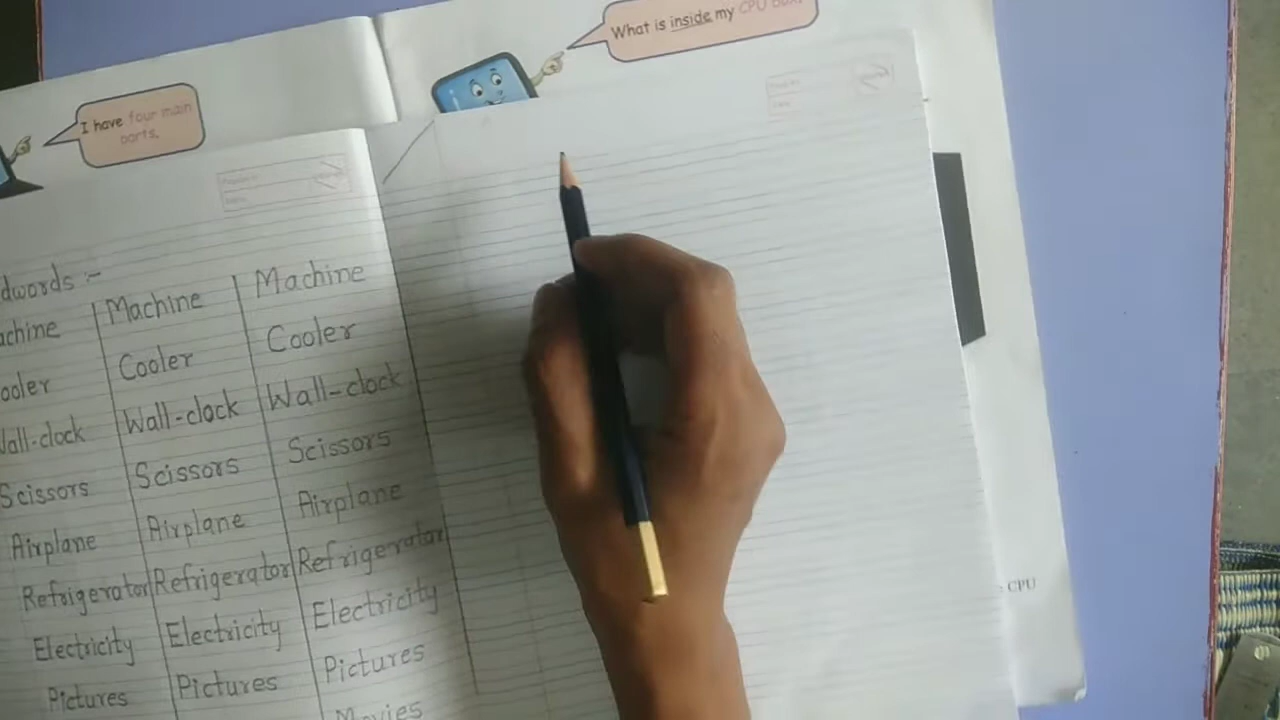 I have four main
parts.
What is inside my CPU box.
dwords :-
achine Machine Machine
ooler Cooler Cooler
Wall-clock Wall-clock Wall-clock
Scissors Scissors Scissors
Airplane Airplane Airplane
Refrigerator Refrigerator Refrigerator
Electricity Electricity Electricity
Pictures Pictures Pictures
Movies
CPU